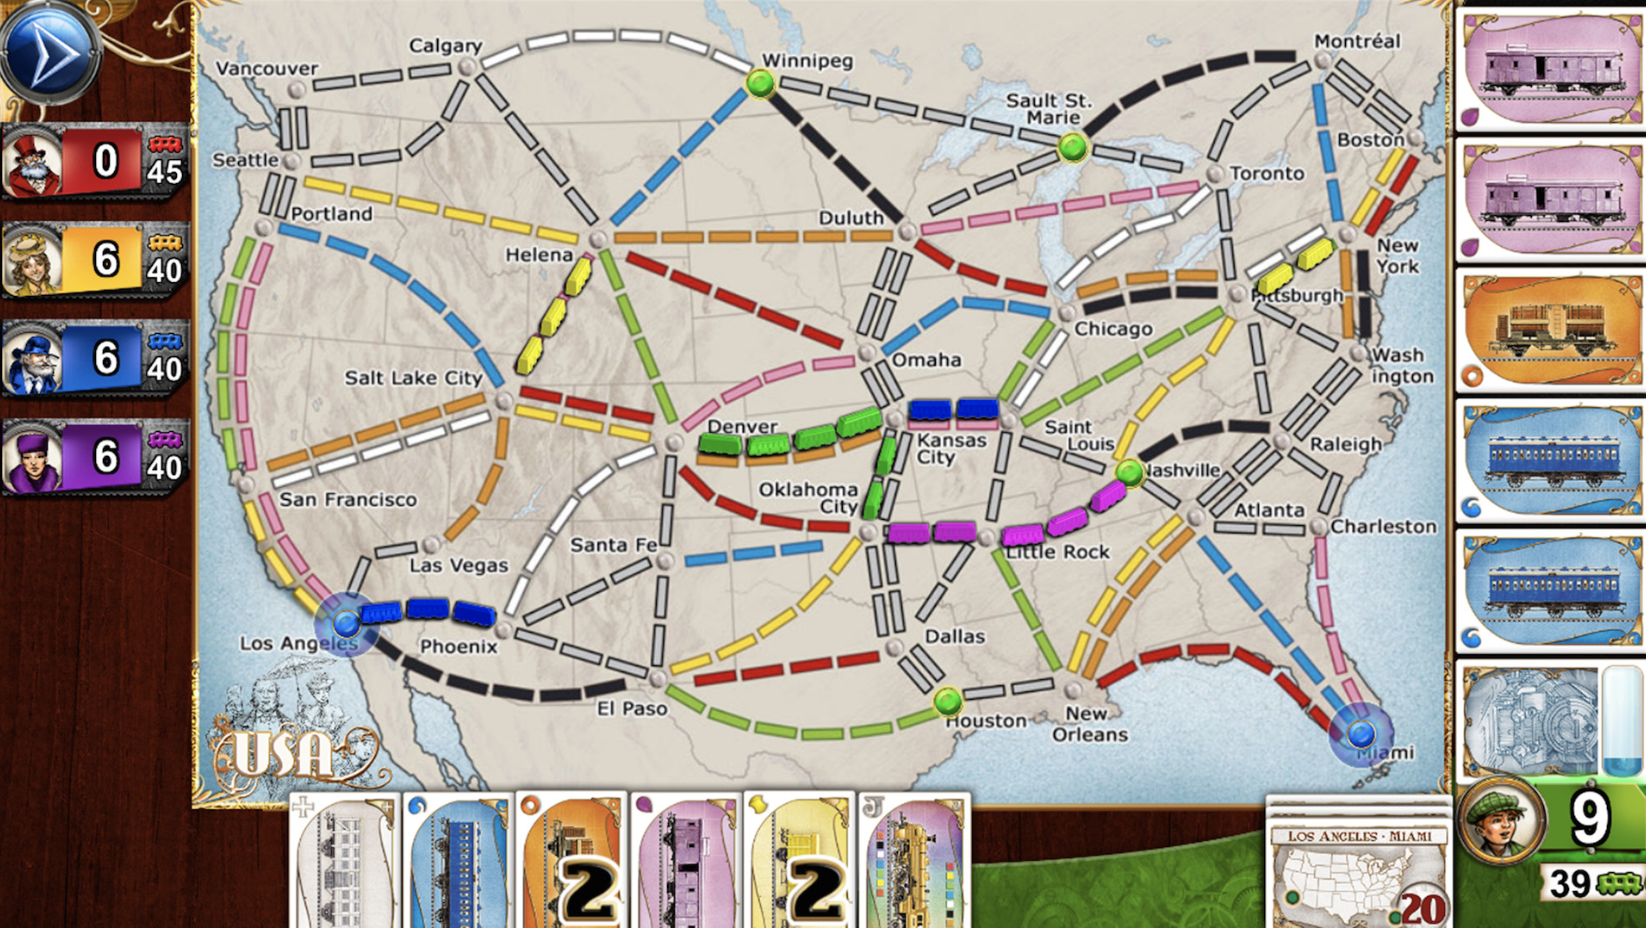 0
45
6
40
6
40
6
40
Vancouver
Calgary
Winnipeg
Montréal
Sault St.
Marie
Boston
Seattle
Toronto
Portland
Duluth
Helena
New
York
Pittsburgh
Chicago
Omaha
Wash
ington
Salt Lake City
Denver
Kansas
City
Saint
Louis
Raleigh
Nashville
San Francisco
Oklahoma
City
Atlanta
Charleston
Las Vegas
Santa Fe
Little Rock
Los Angeles
Phoenix
Dallas
El Paso
Houston
New
Orleans
Miami
USA
2
2
LOS ANGELES · MIAMI
20
9
39